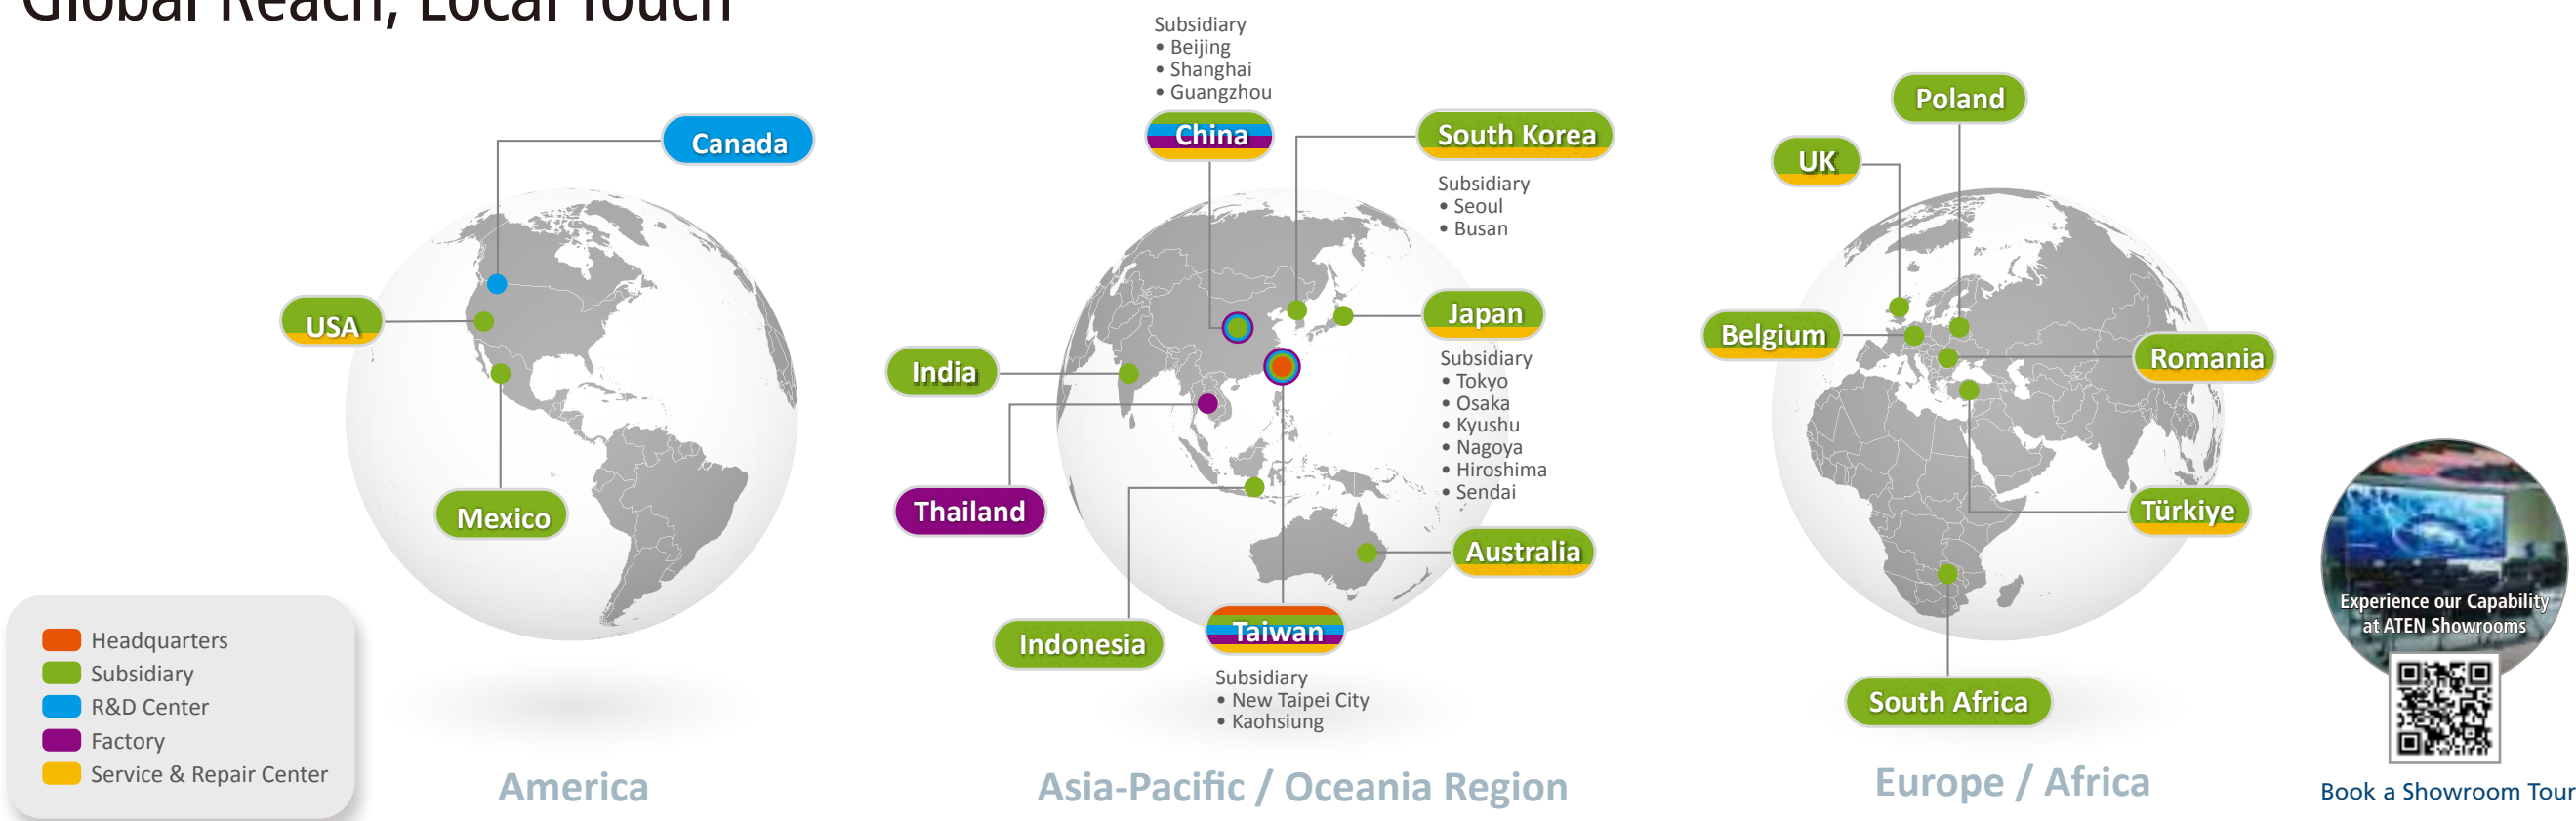 Global Reach, Local Touch
Canada
USA
Mexico
America
Subsidiary
• Beijing
• Shanghai
• Guangzhou
China
South Korea
Subsidiary
• Seoul
• Busan
Japan
Subsidiary
• Tokyo
• Osaka
• Kyushu
• Nagoya
• Hiroshima
• Sendai
India
Thailand
Indonesia
Australia
Taiwan
Subsidiary
• New Taipei City
• Kaohsiung
Asia-Pacific / Oceania Region
Poland
UK
Belgium
Romania
Türkiye
South Africa
Europe / Africa
Headquarters
Subsidiary
R&D Center
Factory
Service & Repair Center
Experience our Capability
at ATEN Showrooms
Book a Showroom Tour